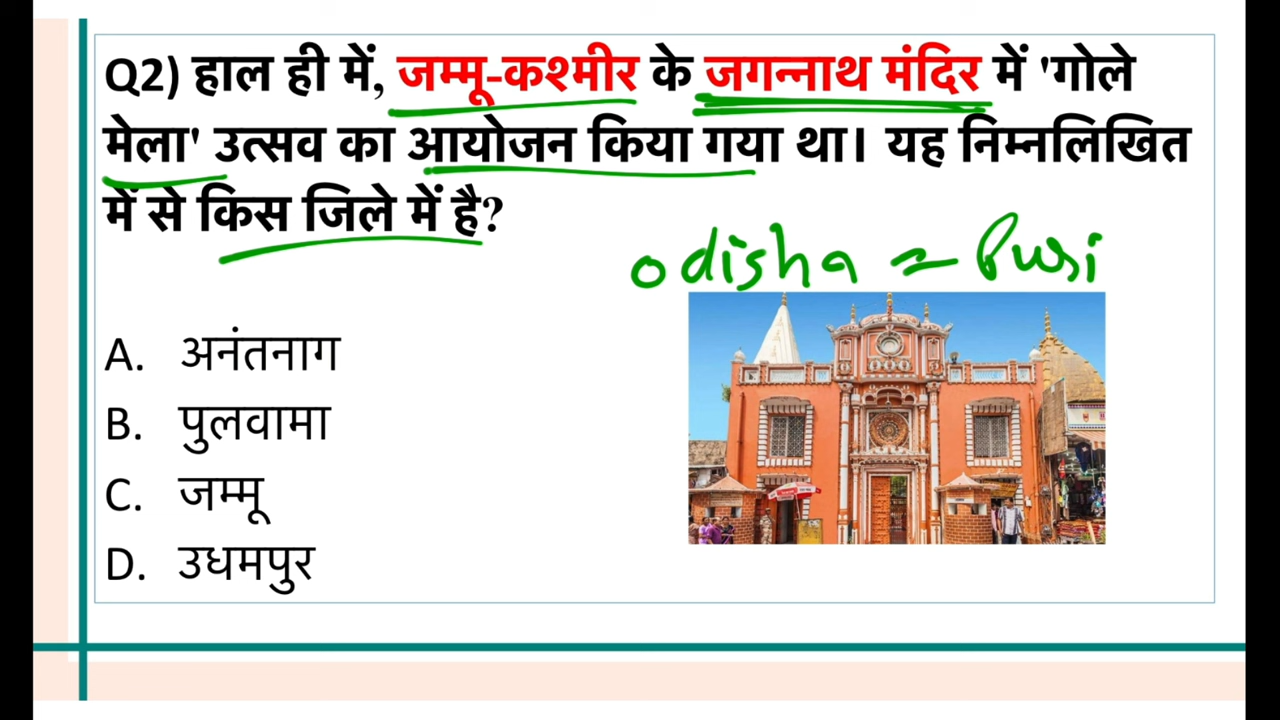 Q2) हाल ही में, जम्मू-कश्मीर के जगन्नाथ मंदिर में 'गोले
मेला' उत्सव का आयोजन किया गया था। यह निम्नलिखित
में से किस जिले में है?
odisha ~ Puri
A. अनंतनाग
B. पुलवामा
C. जम्मू
D. उधमपुर